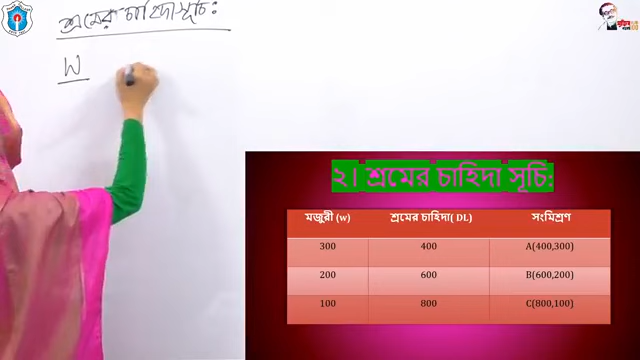 শ্রমের চাহিদা সূচিঃ
W
২। শ্রমের চাহিদা সূচি:
মজুরী (w) শ্রমের চাহিদা( DL) সংমিশ্রণ
300 400 A(400,300)
200 600 B(600,200)
100 800 C(800,100)